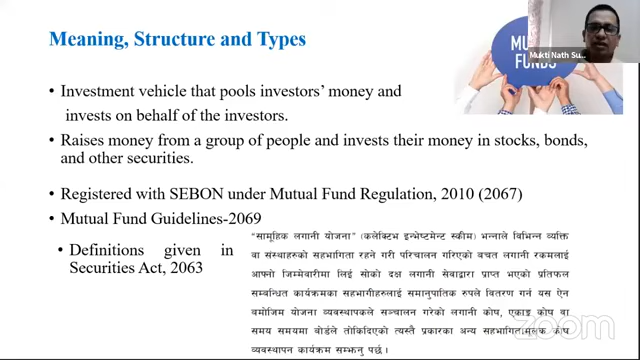 Meaning, Structure and Types
MU
FUNDS
Mukti Nath Su...
• Investment vehicle that pools investors' money and
invests on behalf of the investors.
• Raises money from a group of people and invests their money in stocks, bonds,
and other securities.
• Registered with SEBON under Mutual Fund Regulation, 2010 (2067)
• Mutual Fund Guidelines-2069
• Definitions given in
Securities Act, 2063
"सामूहिक लगानी योजना" (कलेक्टिभ इन्भेष्टमेन्ट स्कीम) भन्नाले विभिन्न व्यक्ति
वा संस्थाहरुको सहभागिता रहने गरी परिचालन गरिएको बचत लगानी रकमलाई
आफ्नो जिम्मेवारीमा लिई सोको दक्ष लगानी सेवाद्वारा प्राप्त भएको प्रतिफल
सम्बन्धित कार्यक्रमका सहभागीहरुलाई समानुपातिक रुपले वितरण गर्न यस ऐन
बमोजिम योजना व्यवस्थापकले सञ्चालन गरेको लगानी कोष, एकाङ्क कोष वा
समय समयमा बोर्डले तोकिदिएको त्यस्तै प्रकारका अन्य सहभागितामूलक कोष
व्यवस्थापन कार्यक्रम सम्झनु पर्छ ।
zoom